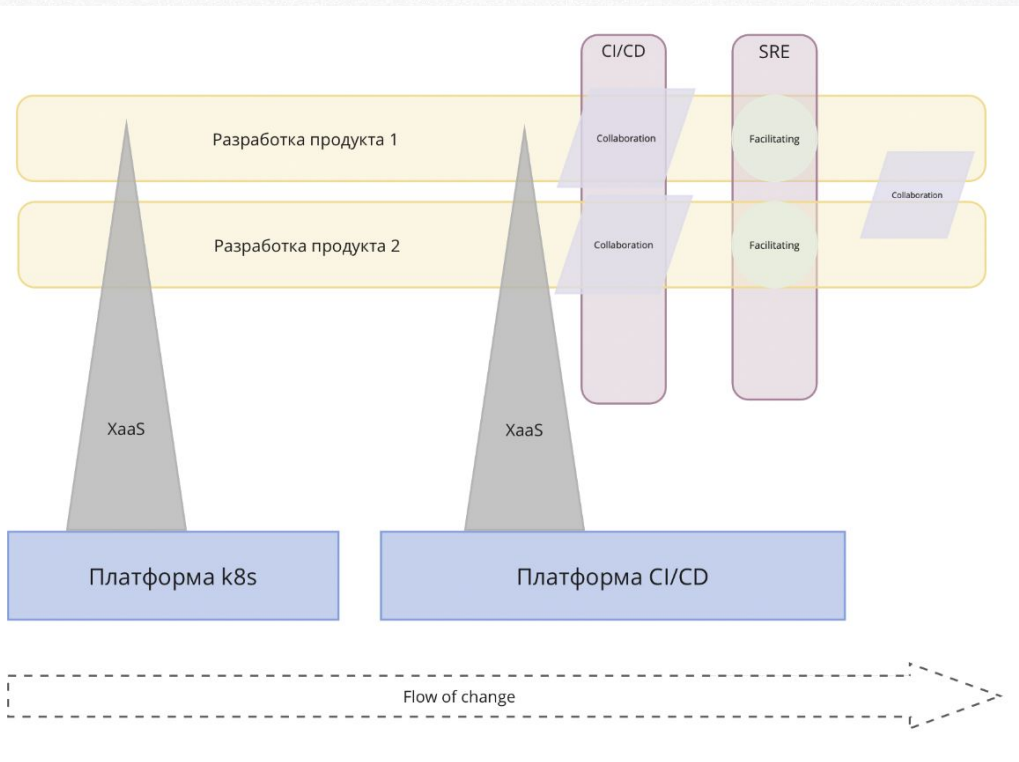 CI/CD
SRE
Разработка продукта 1
Collaboration
Facilitating
Collaboration
Разработка продукта 2
Collaboration
Facilitating
XaaS
XaaS
Платформа k8s
Платформа CI/CD
Flow of change